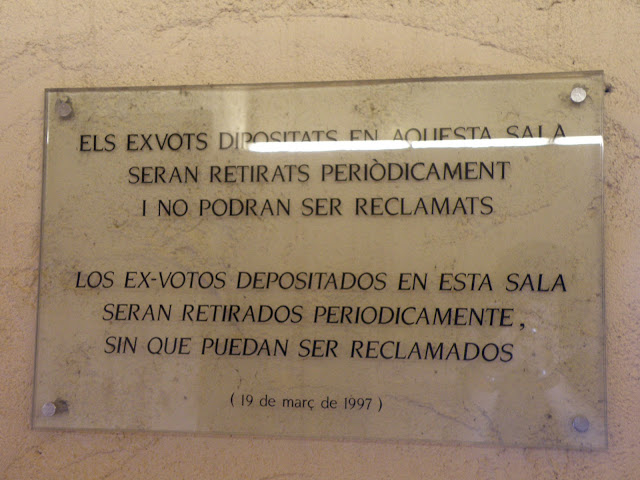 ELS EXVOTS DIPOSITATS EN AQUESTA SALA
SERAN RETIRATS PERIÒDICAMENT
I NO PODRAN SER RECLAMATS
LOS EX-VOTOS DEPOSITADOS EN ESTA SALA
SERAN RETIRADOS PERIODICAMENTE,
SIN QUE PUEDAN SER RECLAMADOS
( 19 de març de 1997 )